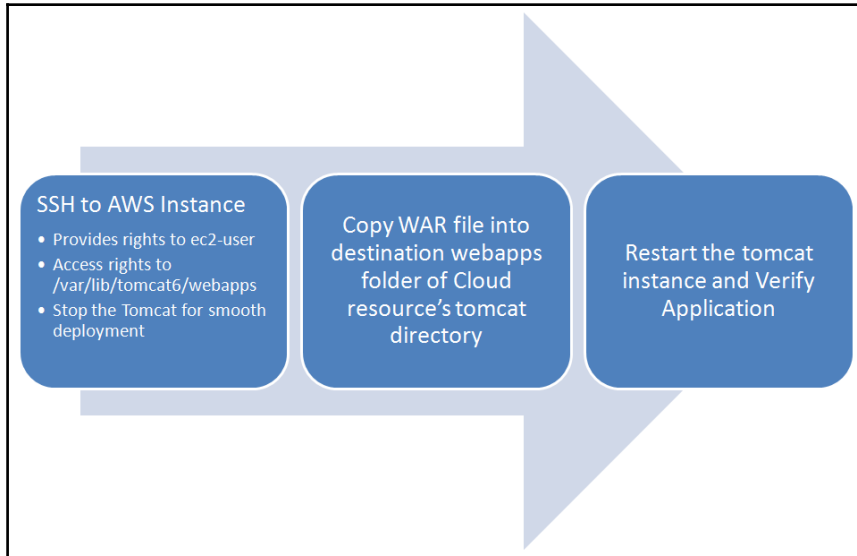 SSH to AWS Instance
• Provides rights to ec2-user
• Access rights to
/var/lib/tomcat6/webapps
• Stop the Tomcat for smooth
deployment
Copy WAR file into
destination webapps
folder of Cloud
resource's tomcat
directory
Restart the tomcat
instance and Verify
Application